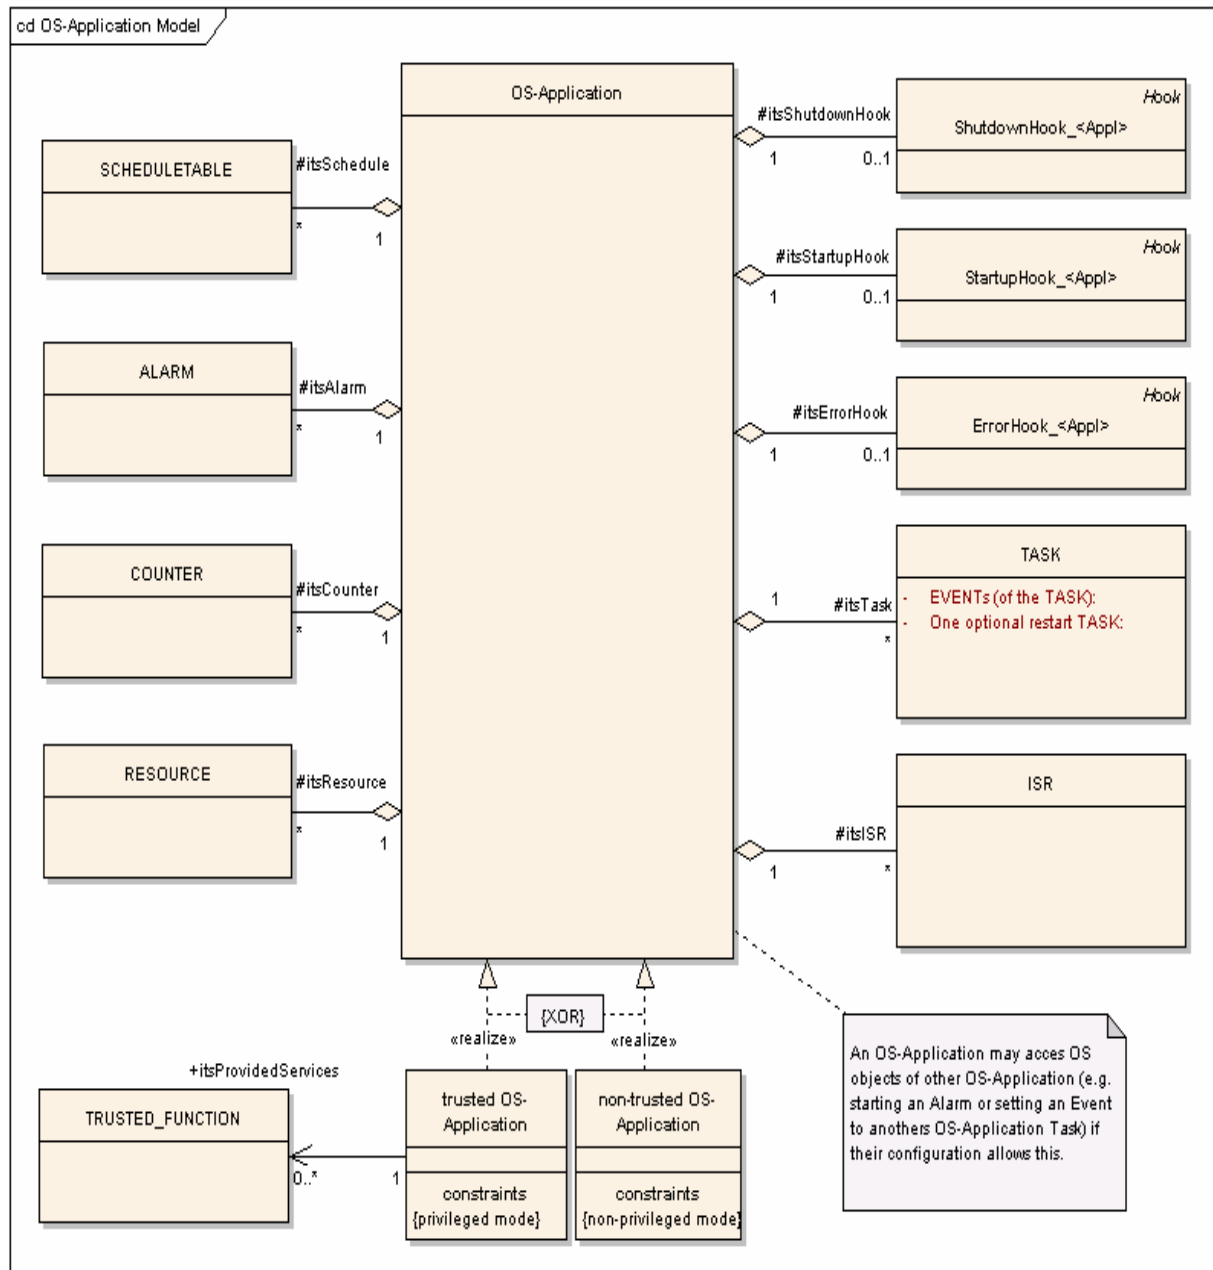 cd OS-Application Model
OS-Application
SCHEDULETABLE
#itsSchedule
*
1
ALARM
#itsAlarm
*
1
COUNTER
#itsCounter
*
1
RESOURCE
#itsResource
*
1
#itsShutdownHook
1
0..1
Hook
ShutdownHook_<Appl>
#itsStartupHook
1
0..1
Hook
StartupHook_<Appl>
#itsErrorHook
1
0..1
Hook
ErrorHook_<Appl>
1
#itsTask
*
TASK
- EVENTs (of the TASK):
- One optional restart TASK:
#itsISR
1
*
ISR
{XOR}
«realize»
«realize»
+itsProvidedServices
TRUSTED_FUNCTION
0..*
1
trusted OS-
Application
constraints
{privileged mode}
non-trusted OS-
Application
constraints
{non-privileged mode}
An OS-Application may acces OS
objects of other OS-Application (e.g.
starting an Alarm or setting an Event
to anothers OS-Application Task) if
their configuration allows this.